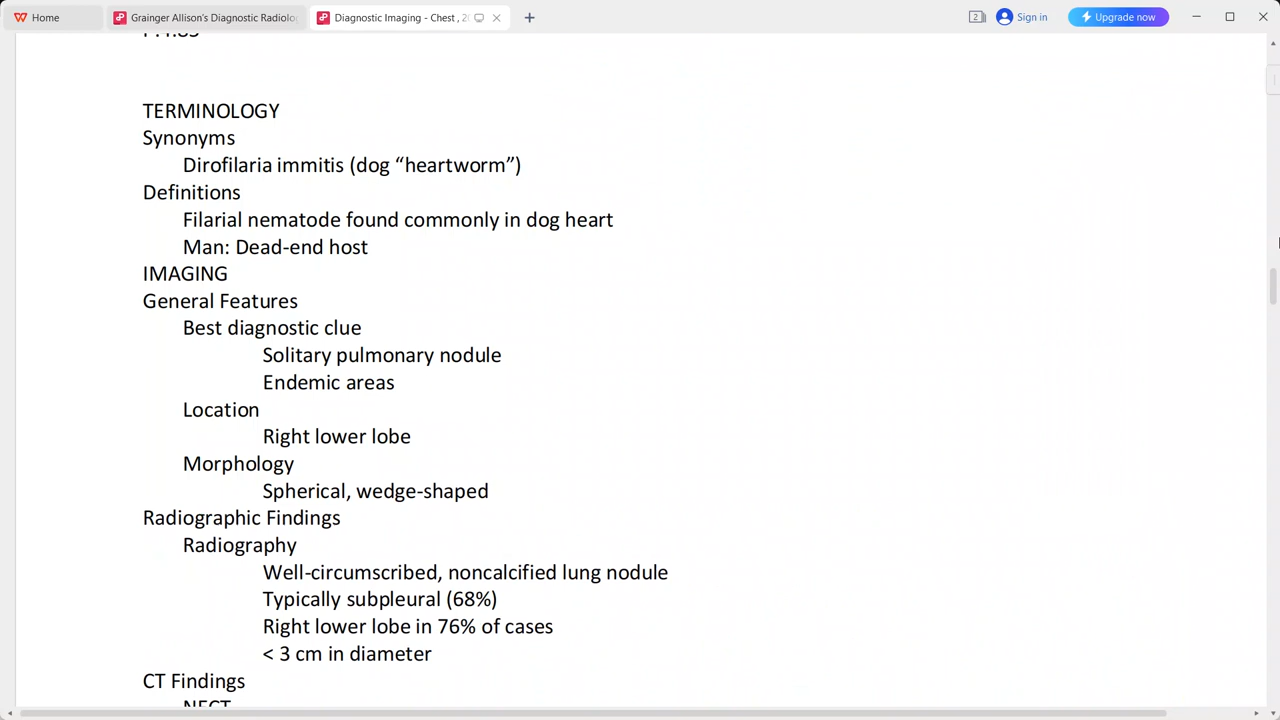 Home
Grainger Allison's Diagnostic Radiolo
Diagnostic Imaging - Chest , 2
2
Sign in
Upgrade now
TERMINOLOGY
Synonyms
Dirofilaria immitis (dog “heartworm”)
Definitions
Filarial nematode found commonly in dog heart
Man: Dead-end host
IMAGING
General Features
Best diagnostic clue
Solitary pulmonary nodule
Endemic areas
Location
Right lower lobe
Morphology
Spherical, wedge-shaped
Radiographic Findings
Radiography
Well-circumscribed, noncalcified lung nodule
Typically subpleural (68%)
Right lower lobe in 76% of cases
< 3 cm in diameter
CT Findings
NECT